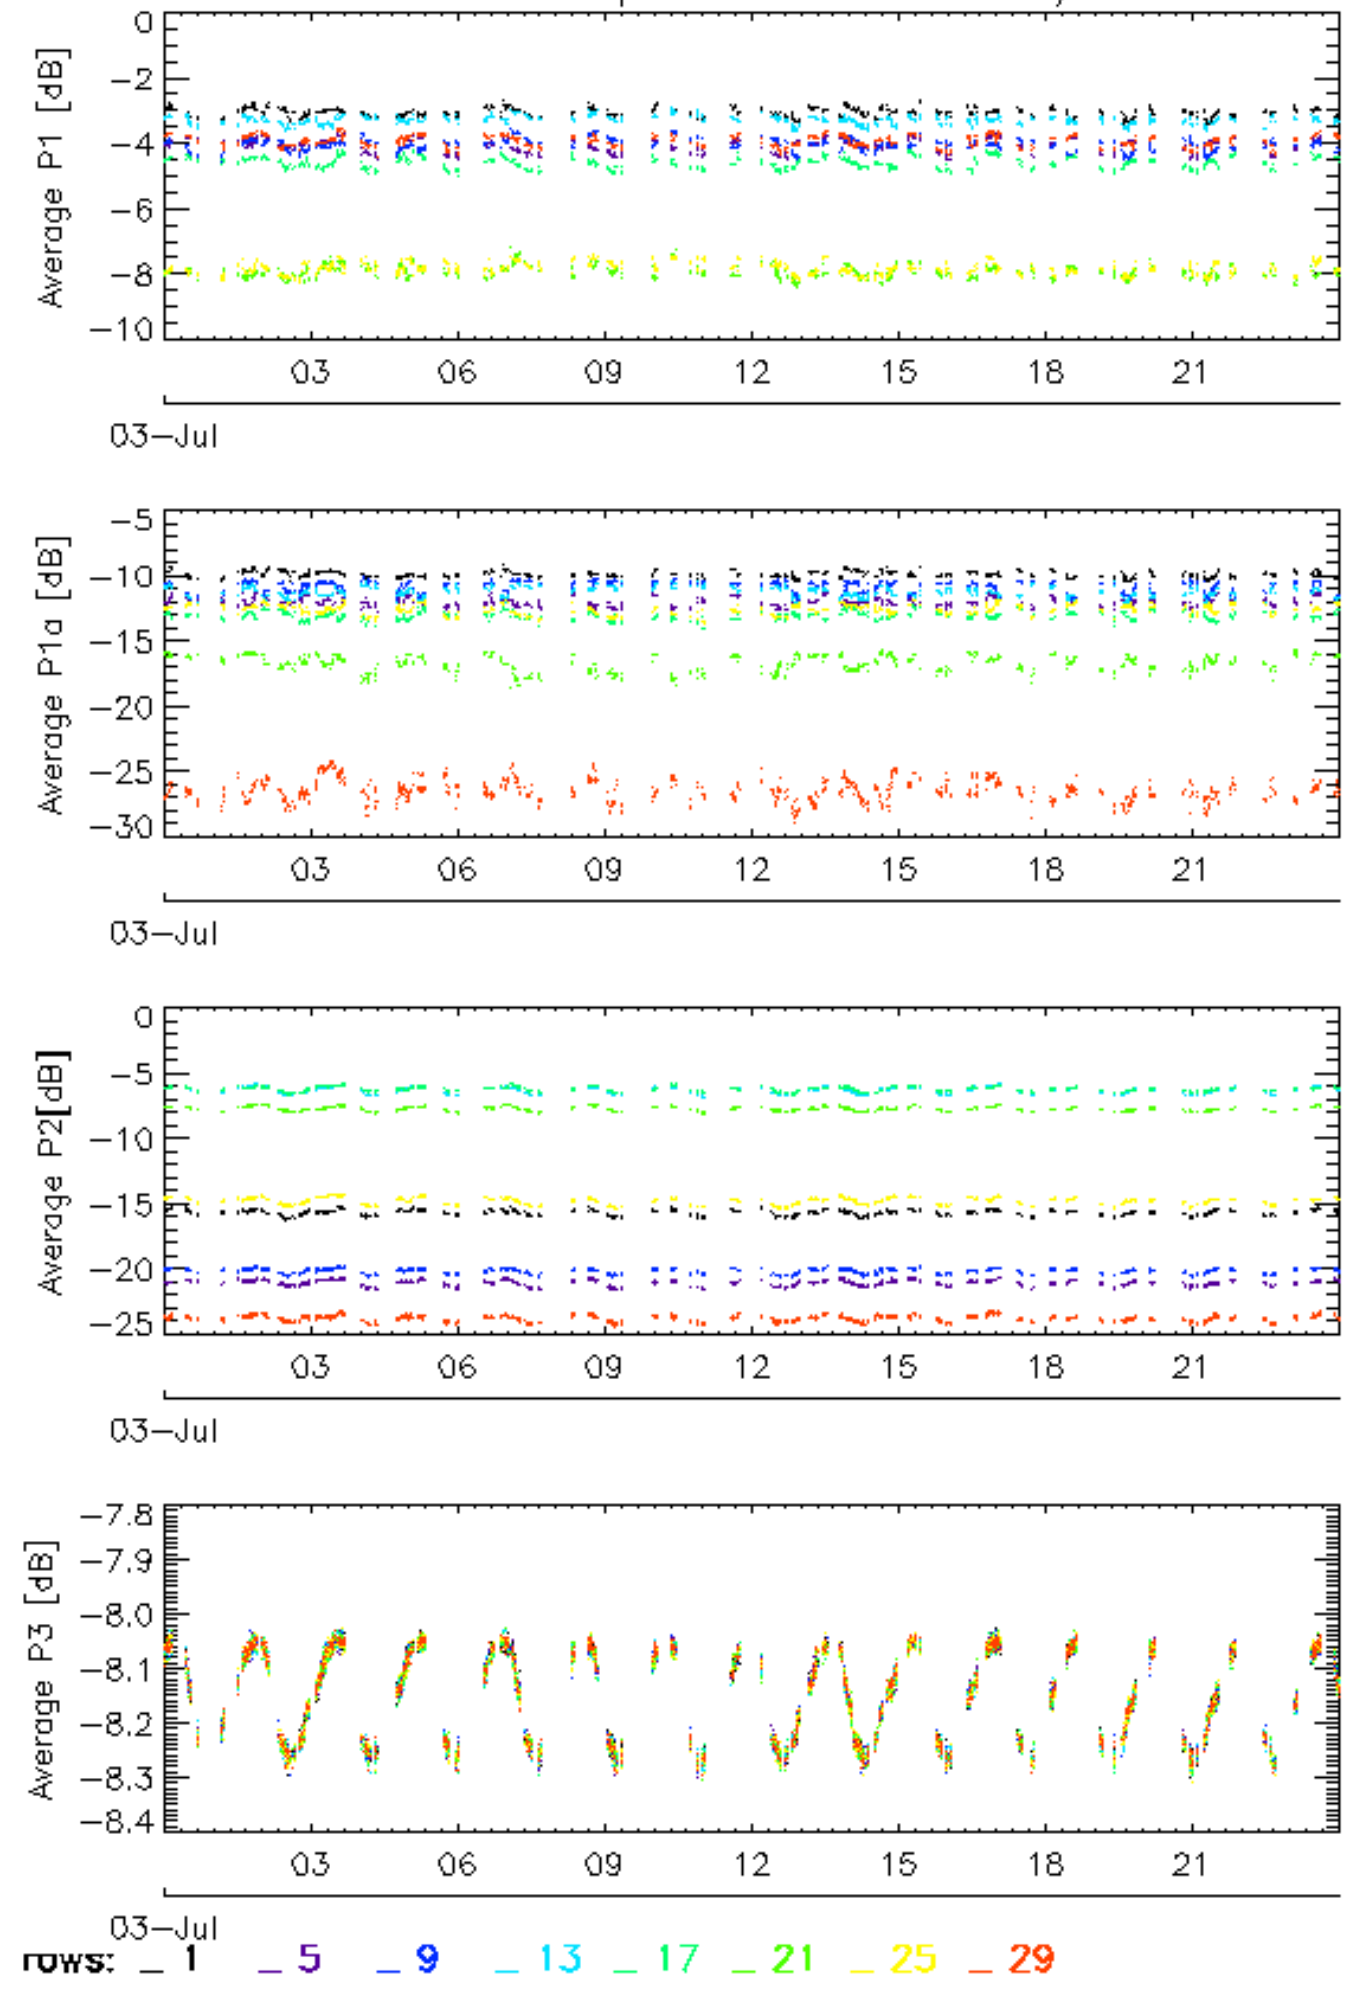 0
−2
−4
−6
−8
−10
Average P1 [dB]
03 06 09 12 15 18 21
03−Jul
−5
−10
−15
−20
−25
−30
Average P1a [dB]
03 06 09 12 15 18 21
03−Jul
0
−5
−10
−15
−20
−25
Average P2[dB]
03 06 09 12 15 18 21
03−Jul
−7.8
−7.9
−8.0
−8.1
−8.2
−8.3
−8.4
Average P3 [dB]
03 06 09 12 15 18 21
03−Jul
rows: _ 1 _ 5 _ 9 _ 13 _ 17 _ 21 _ 25 _ 29